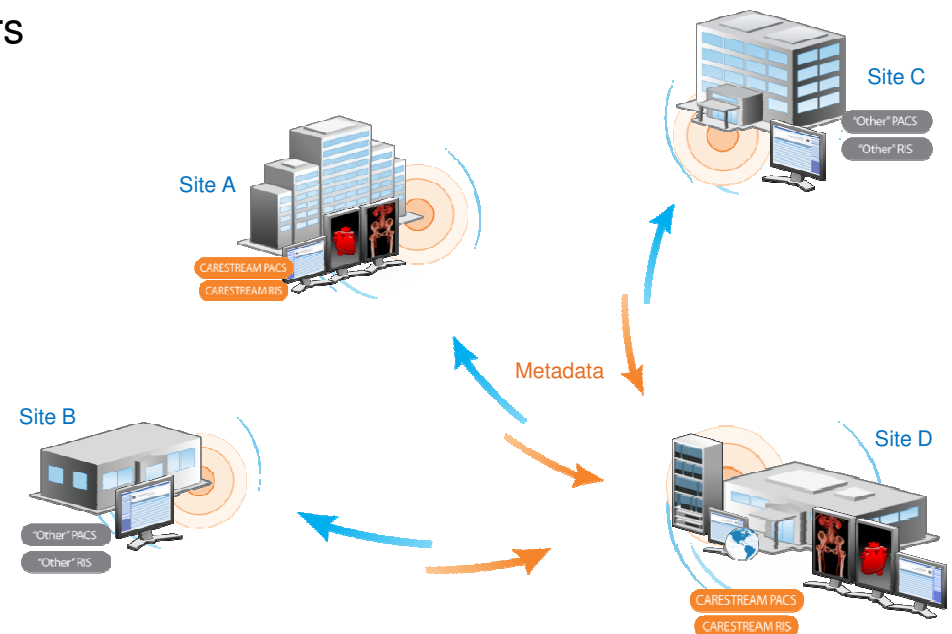 rs
Site C
"Other" PACS
"Other" RIS
Site A
CARESTREAM PACS
CARESTREAM RIS
Metadata
Site B
"Other" PACS
"Other" RIS
Site D
CARESTREAM PACS
CARESTREAM RIS